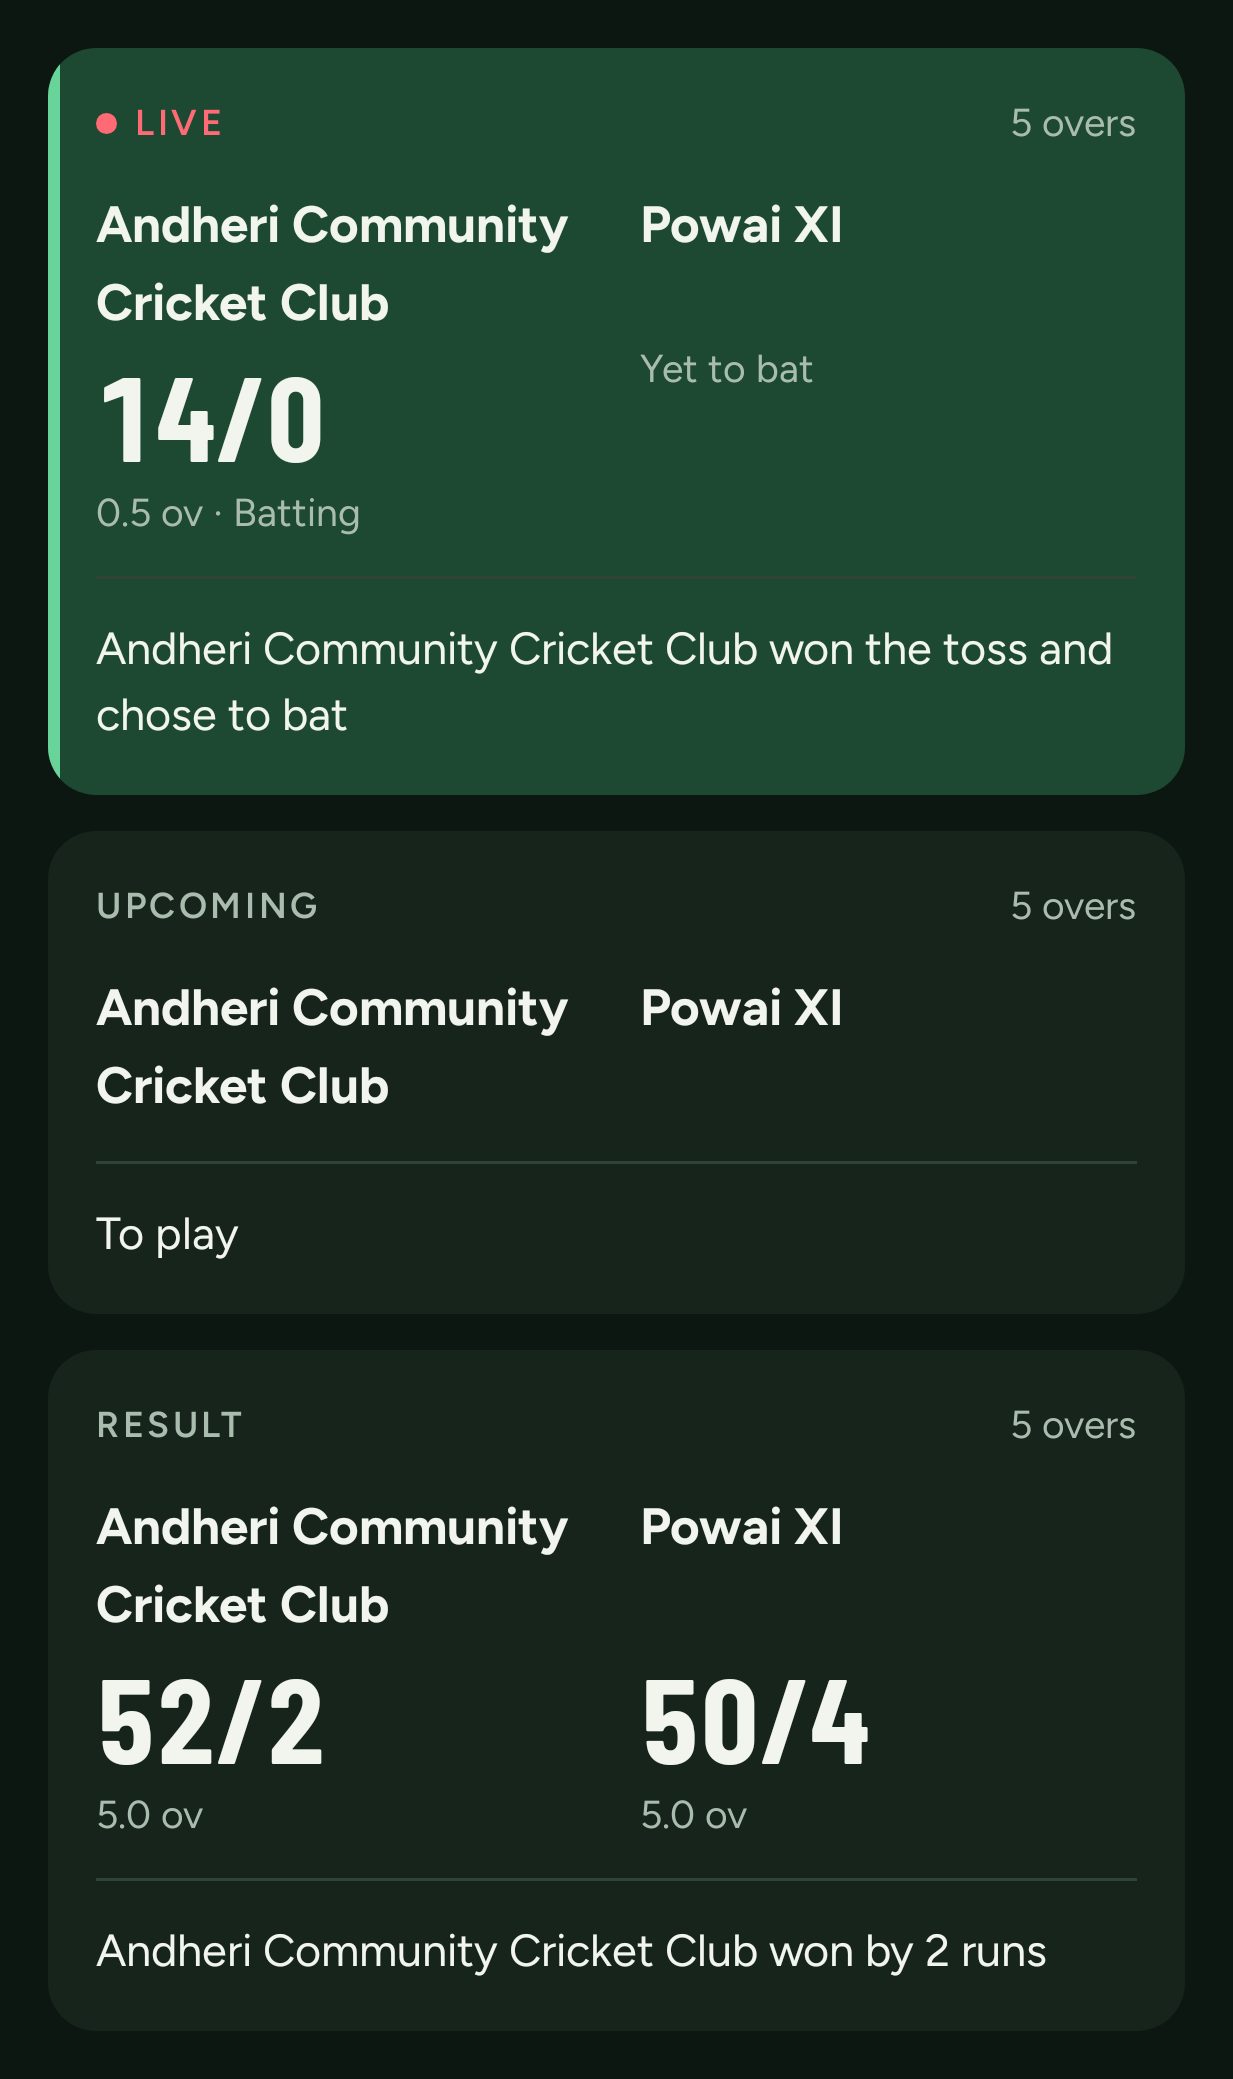 LIVE
5 overs
Andheri Community
Cricket Club
14/0
0.5 ov · Batting
Powai XI
Yet to bat
Andheri Community Cricket Club won the toss and
chose to bat
UPCOMING
5 overs
Andheri Community
Cricket Club
Powai XI
To play
RESULT
5 overs
Andheri Community
Cricket Club
52/2
5.0 ov
Powai XI
50/4
5.0 ov
Andheri Community Cricket Club won by 2 runs